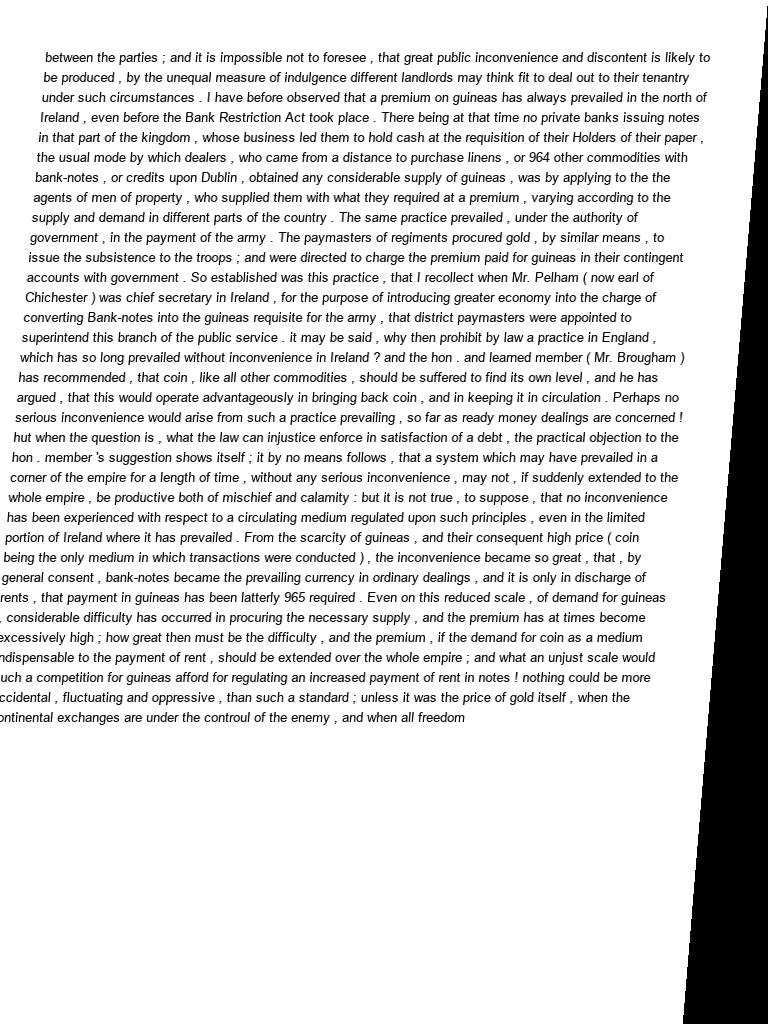 between the parties ; and it is impossible not to foresee , that great public inconvenience and discontent is likely to
be produced , by the unequal measure of indulgence different landlords may think fit to deal out to their tenantry
under such circumstances . I have before observed that a premium on guineas has always prevailed in the north of
Ireland , even before the Bank Restriction Act took place . There being at that time no private banks issuing notes
in that part of the kingdom , whose business led them to hold cash at the requisition of their Holders of their paper ,
the usual mode by which dealers , who came from a distance to purchase linens , or 964 other commodities with
bank-notes , or credits upon Dublin , obtained any considerable supply of guineas , was by applying to the the
agents of men of property , who supplied them with what they required at a premium , varying according to the
supply and demand in different parts of the country . The same practice prevailed , under the authority of
government , in the payment of the army . The paymasters of regiments procured gold , by similar means , to
issue the subsistence to the troops ; and were directed to charge the premium paid for guineas in their contingent
accounts with government . So established was this practice , that I recollect when Mr. Pelham ( now earl of
Chichester ) was chief secretary in Ireland , for the purpose of introducing greater economy into the charge of
converting Bank-notes into the guineas requisite for the army , that district paymasters were appointed to
superintend this branch of the public service . it may be said , why then prohibit by law a practice in England ,
which has so long prevailed without inconvenience in Ireland ? and the hon . and learned member ( Mr. Brougham )
has recommended , that coin , like all other commodities , should be suffered to find its own level , and he has
argued , that this would operate advantageously in bringing back coin , and in keeping it in circulation . Perhaps no
serious inconvenience would arise from such a practice prevailing , so far as ready money dealings are concerned !
hut when the question is , what the law can injustice enforce in satisfaction of a debt , the practical objection to the
hon . member 's suggestion shows itself ; it by no means follows , that a system which may have prevailed in a
corner of the empire for a length of time , without any serious inconvenience , may not , if suddenly extended to the
whole empire , be productive both of mischief and calamity : but it is not true , to suppose , that no inconvenience
has been experienced with respect to a circulating medium regulated upon such principles , even in the limited
portion of Ireland where it has prevailed . From the scarcity of guineas , and their consequent high price ( coin
being the only medium in which transactions were conducted ) , the inconvenience became so great , that , by
general consent , bank-notes became the prevailing currency in ordinary dealings , and it is only in discharge of
rents , that payment in guineas has been latterly 965 required . Even on this reduced scale , of demand for guineas
, considerable difficulty has occurred in procuring the necessary supply , and the premium has at times become
excessively high ; how great then must be the difficulty , and the premium , if the demand for coin as a medium
ndispensable to the payment of rent , should be extended over the whole empire ; and what an unjust scale would
uch a competition for guineas afford for regulating an increased payment of rent in notes ! nothing could be more
ccidental , fluctuating and oppressive , than such a standard ; unless it was the price of gold itself , when the
ontinental exchanges are under the controul of the enemy , and when all freedom